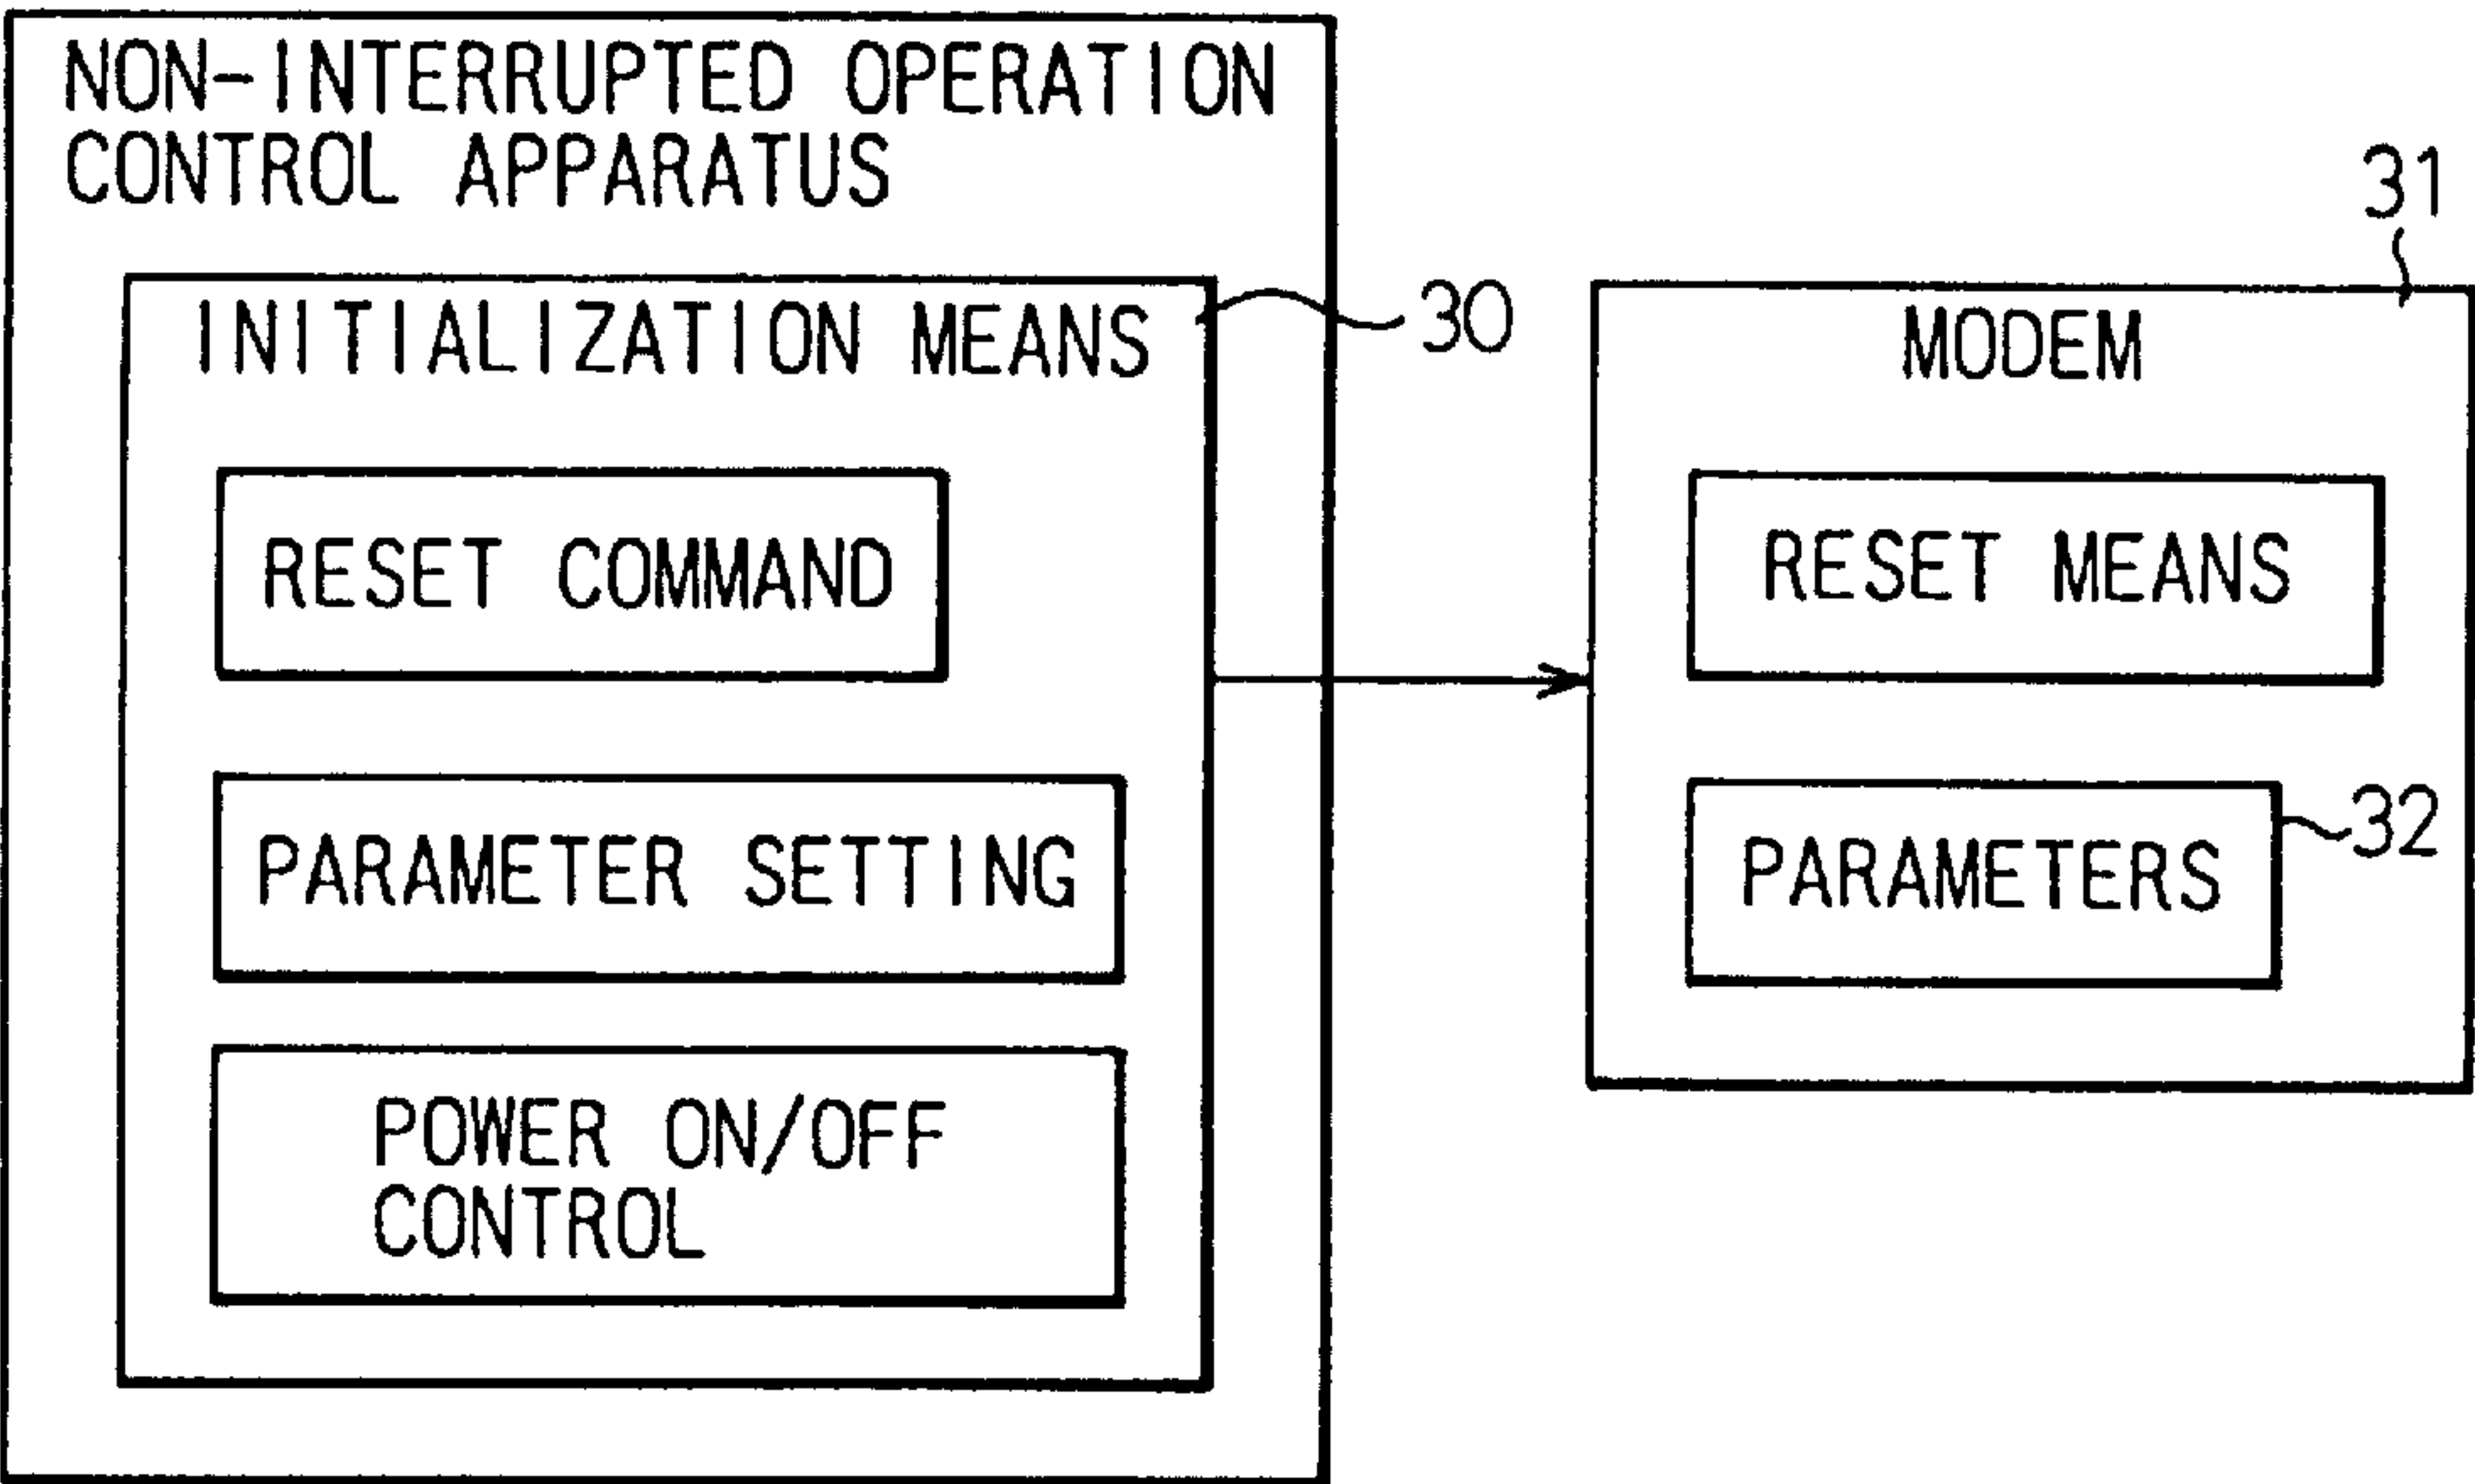 NON-INTERRUPTED OPERATION
CONTROL APPARATUS
INITIALIZATION MEANS
30
RESET COMMAND
PARAMETER SETTING
POWER ON/OFF
CONTROL
31
MODEM
RESET MEANS
PARAMETERS
32